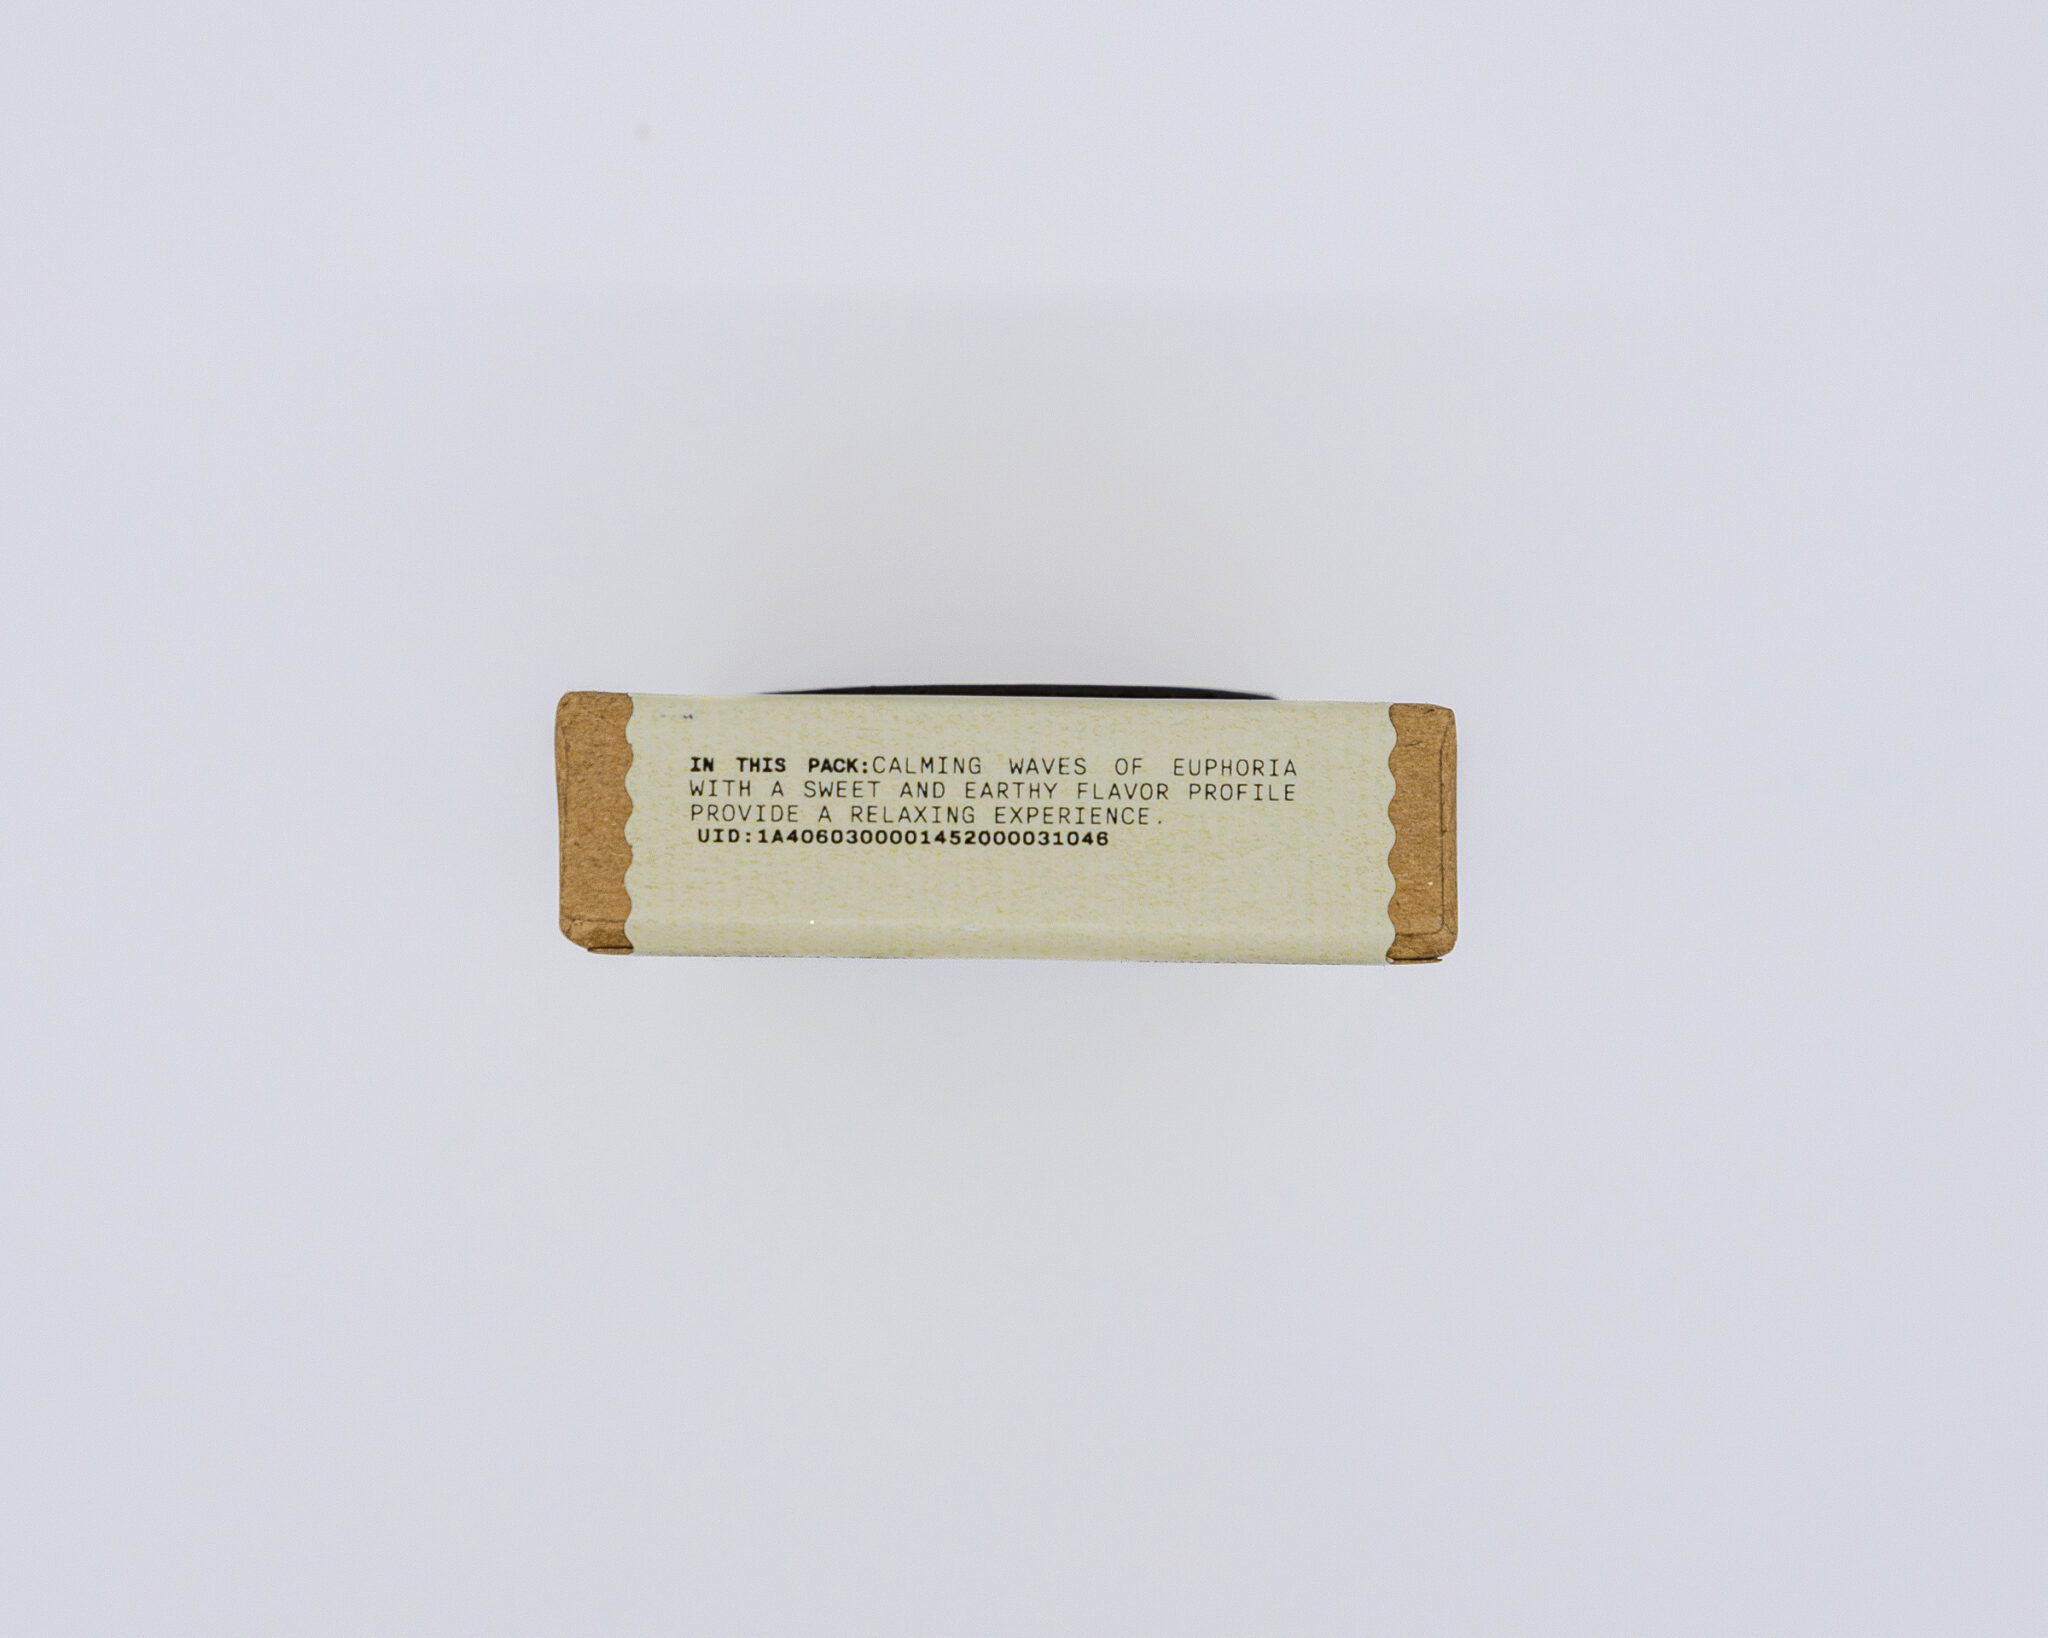 IN THIS PACK:CALMING WAVES OF EUPHORIA
WITH A SWEET AND EARTHY FLAVOR PROFILE
PROVIDE A RELAXING EXPERIENCE.
UID:1A4060300001452000031046